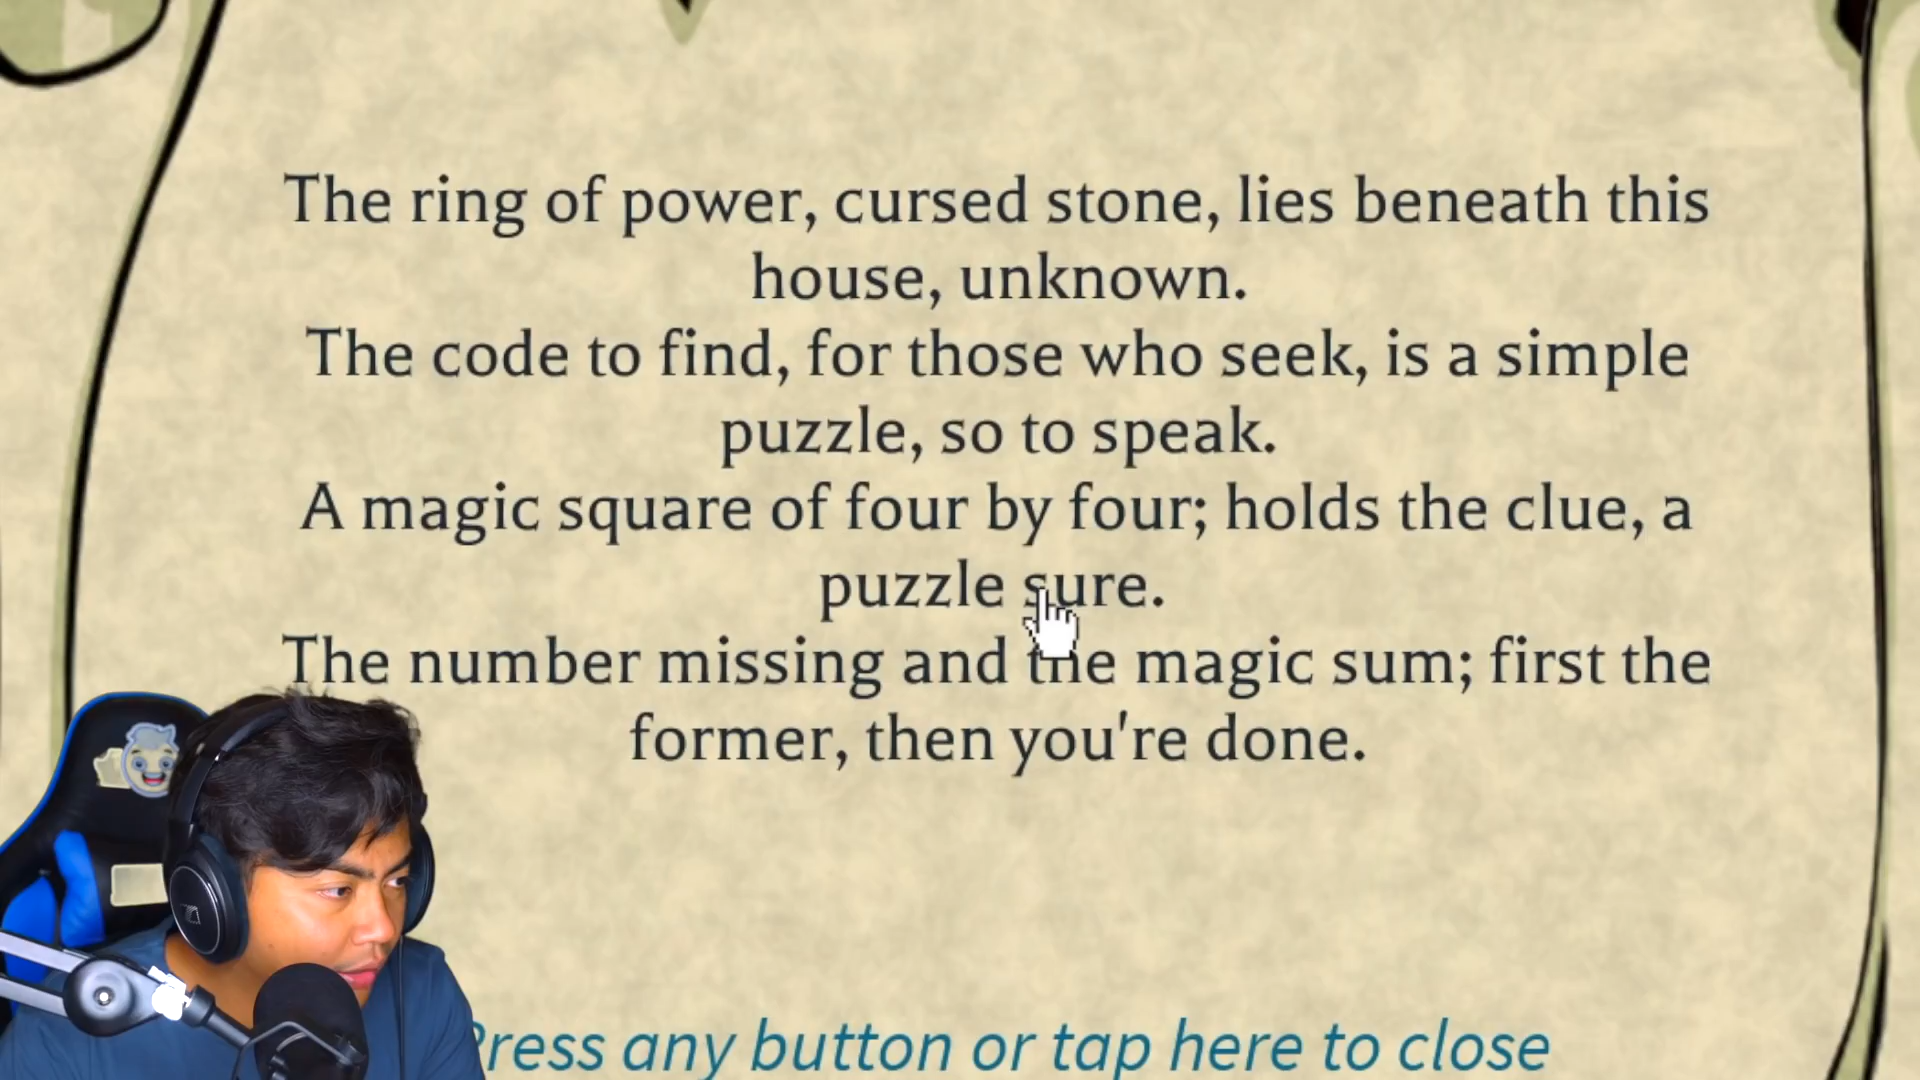 The ring of power, cursed stone, lies beneath this
house, unknown.
The code to find, for those who seek, is a simple
puzzle, so to speak.
A magic square of four by four; holds the clue, a
puzzle sure.
The number missing and the magic sum; first the
former, then you're done.
Press any button or tap here to close